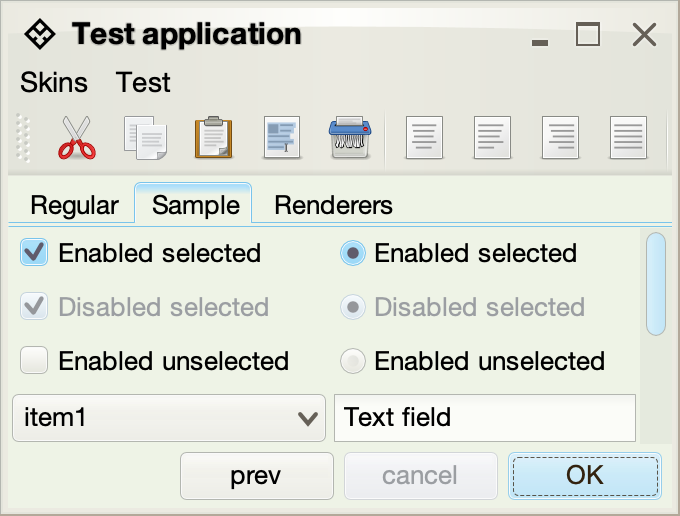 Test application
Skins Test
Regular Sample Renderers
Enabled selected Enabled selected
Disabled selected Disabled selected
Enabled unselected Enabled unselected
item1 Text field
prev cancel OK